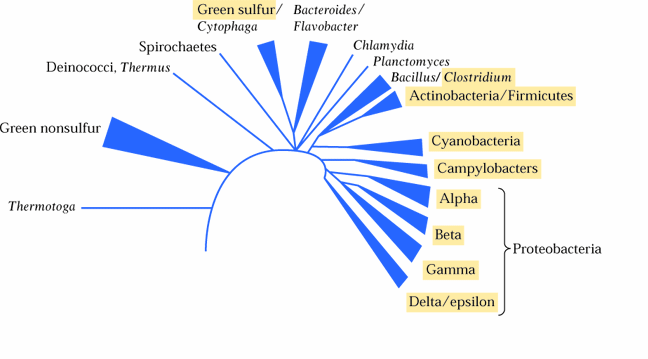 Green sulfur/
Cytophaga
Bacteroides/
Flavobacter
Spirochaetes
Chlamydia
Deinococci, Thermus
Planctomyces
Bacillus/Clostridium
Actinobacteria/Firmicutes
Green nonsulfur
Cyanobacteria
Campylobacters
Alpha
Thermotoga
Beta
Proteobacteria
Gamma
Delta/epsilon